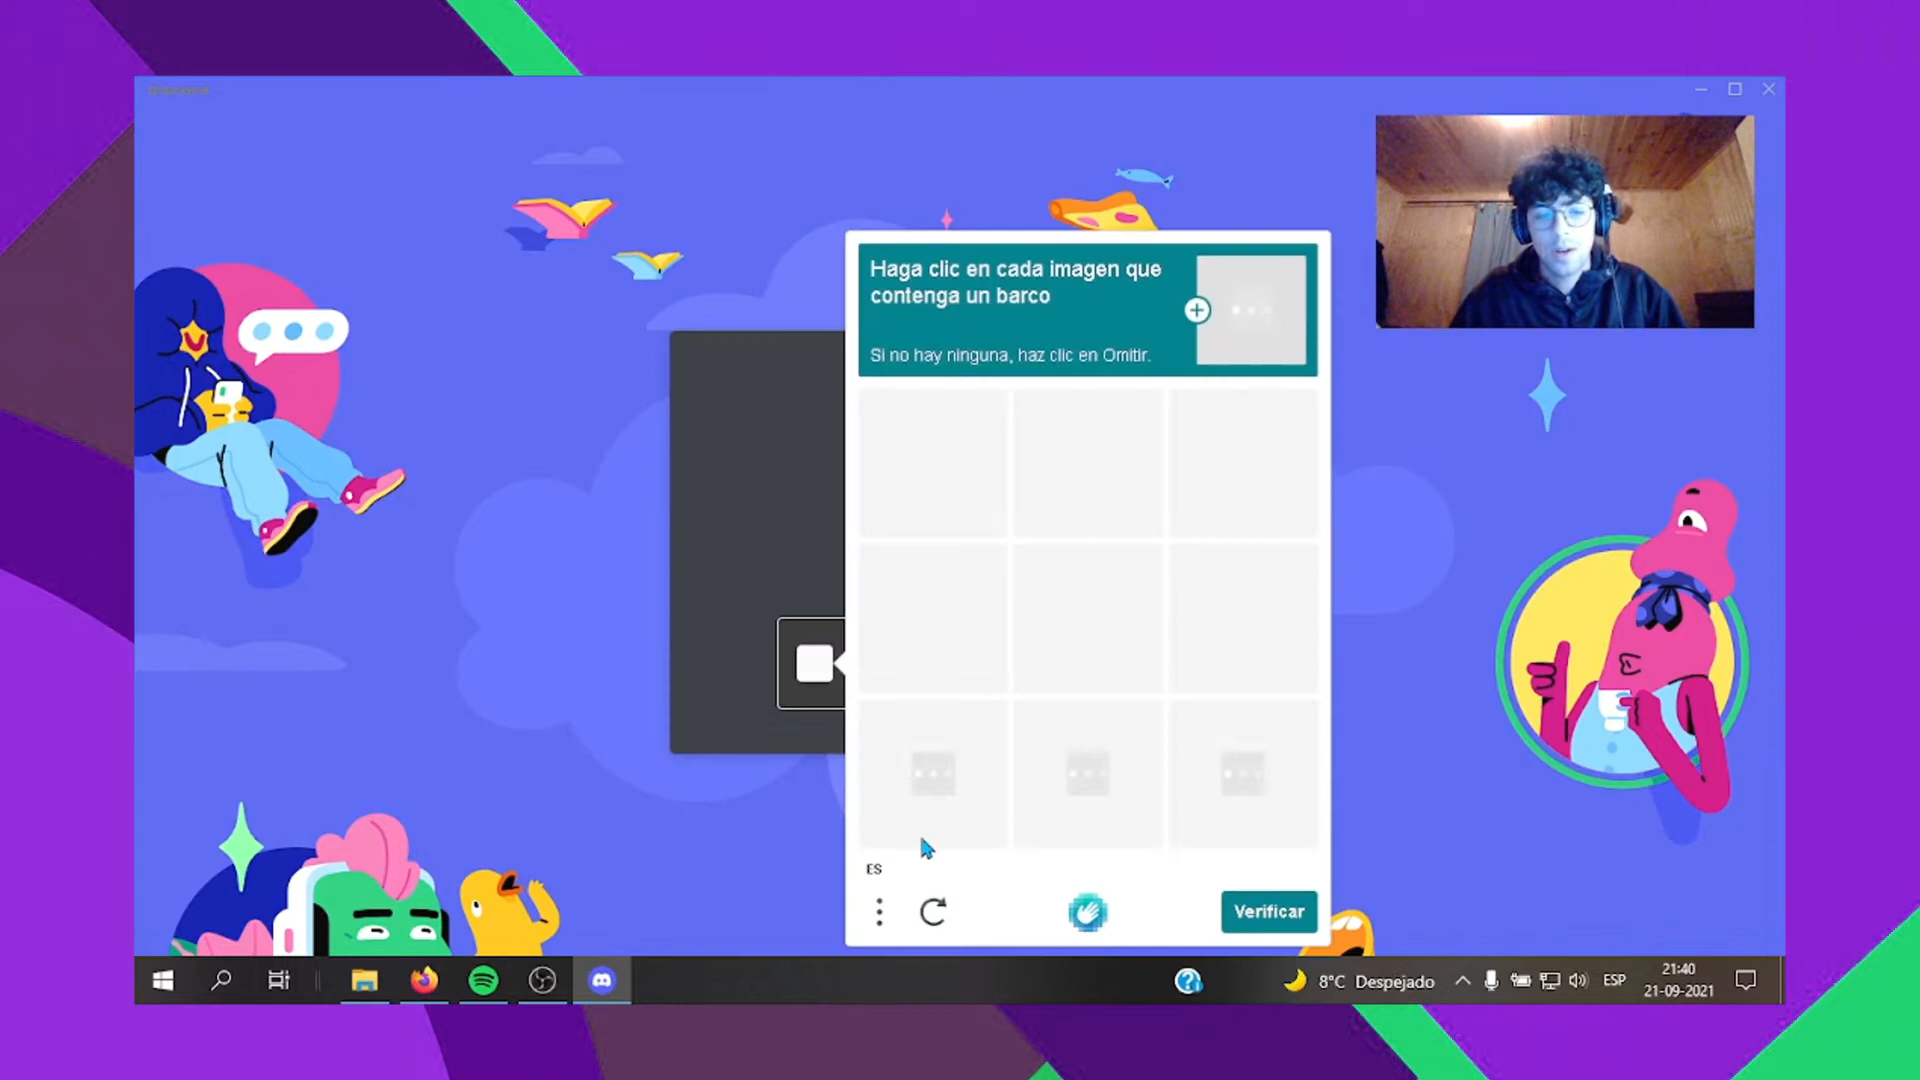 Haga clic en cada imagen que
contenga un barco
Si no hay ninguna, haz clic en Omitir.
ES
Verificar
8°C Despejado
ESP
21:40
21-09-2021